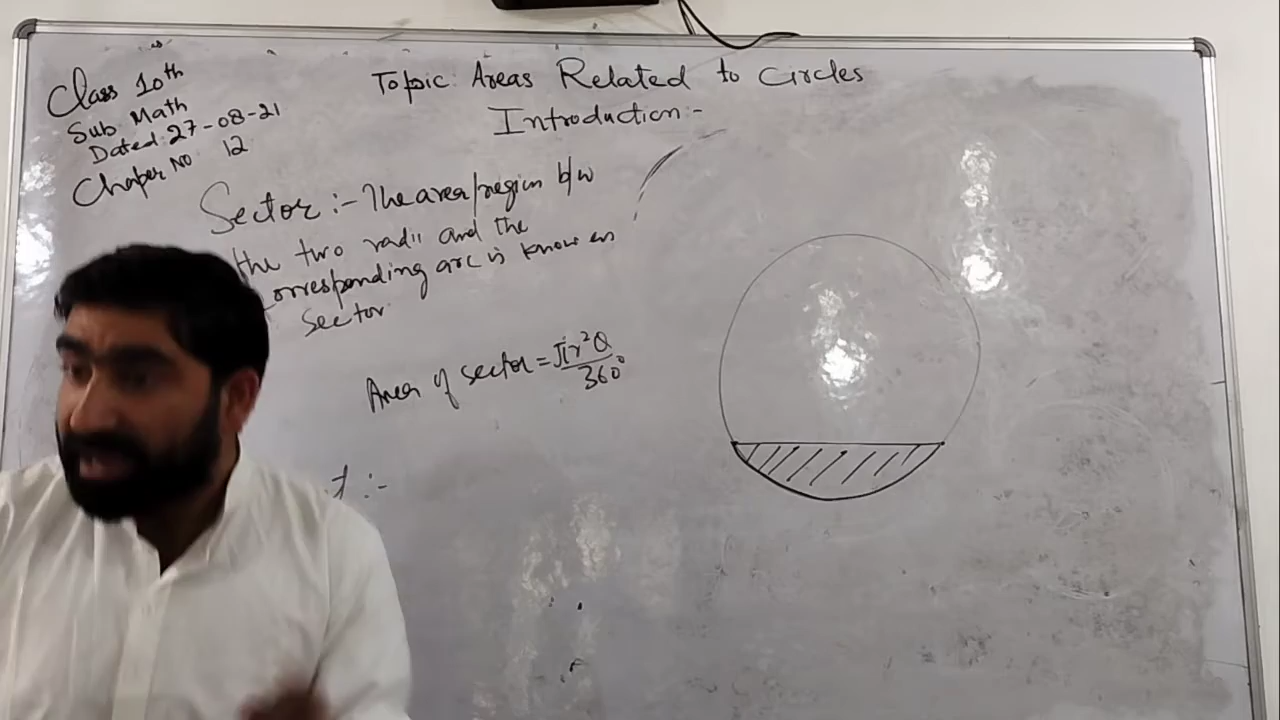 Class 10th
Sub Math
Dated: 27-08-21
Chapter No 12
Topic: Areas Related to Circles
Introduction:-
Sector:- The area/region b/w
the two radii and the
corresponding arc is know as
Sector
Area of sector = πr²θ/360°
t:-